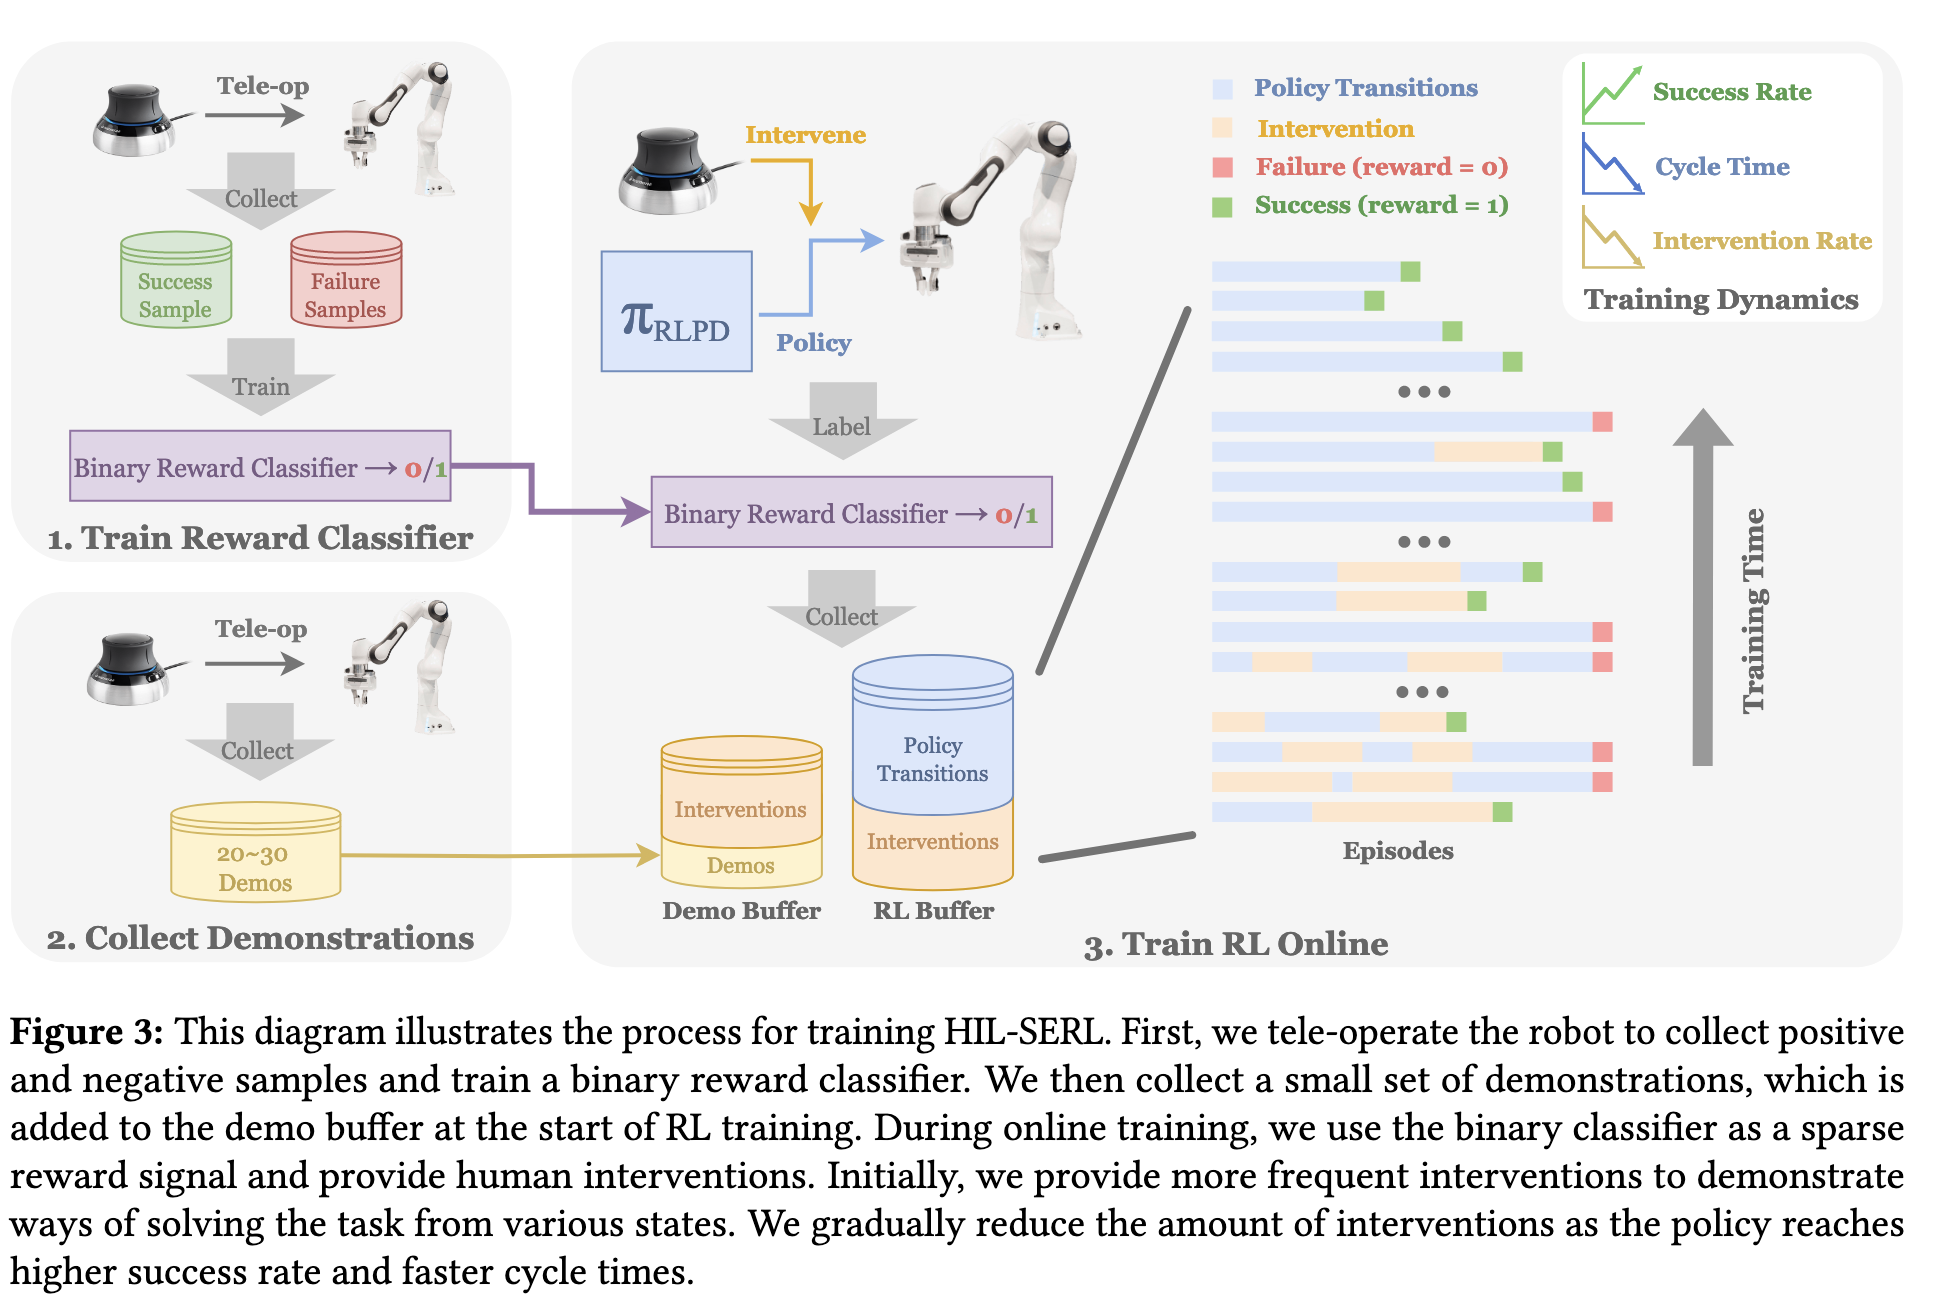 Tele-op
Collect
Success
Sample
Failure
Samples
Train
Binary Reward Classifier → 0/1
1. Train Reward Classifier
Tele-op
Collect
20~30
Demos
2. Collect Demonstrations
Intervene
πRLPD
Policy
Label
Binary Reward Classifier → 0/1
Collect
Interventions
Demos
Demo Buffer
Policy
Transitions
Interventions
RL Buffer
Policy Transitions
Intervention
Failure (reward = 0)
Success (reward = 1)
Success Rate
Cycle Time
Intervention Rate
Training Dynamics
Training Time
Episodes
3. Train RL Online
Figure 3: This diagram illustrates the process for training HIL-SERL. First, we tele-operate the robot to collect positive
and negative samples and train a binary reward classifier. We then collect a small set of demonstrations, which is
added to the demo buffer at the start of RL training. During online training, we use the binary classifier as a sparse
reward signal and provide human interventions. Initially, we provide more frequent interventions to demonstrate
ways of solving the task from various states. We gradually reduce the amount of interventions as the policy reaches
higher success rate and faster cycle times.